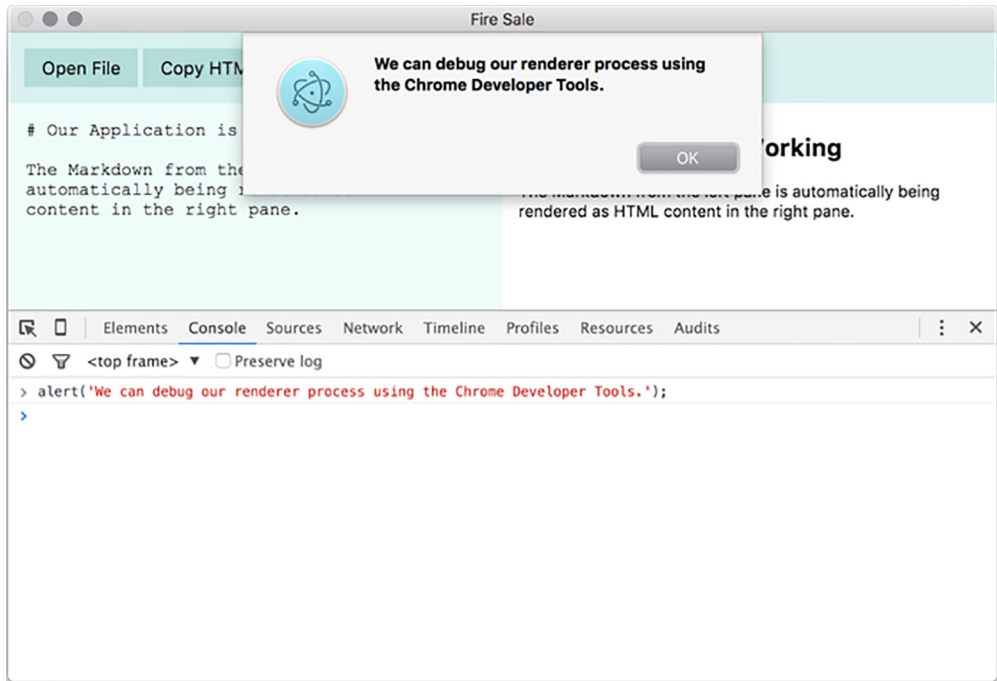 Fire Sale
Open File
We can debug our renderer process using
the Chrome Developer Tools.
OK
# Our Application is
The Markdown from the
automatically being
content in the right pane.
rendered as HTML content in the right pane.
Elements Console Sources Network Timeline Profiles Resources Audits
<top frame> ▼ Preserve log
> alert('We can debug our renderer process using the Chrome Developer Tools.');
>